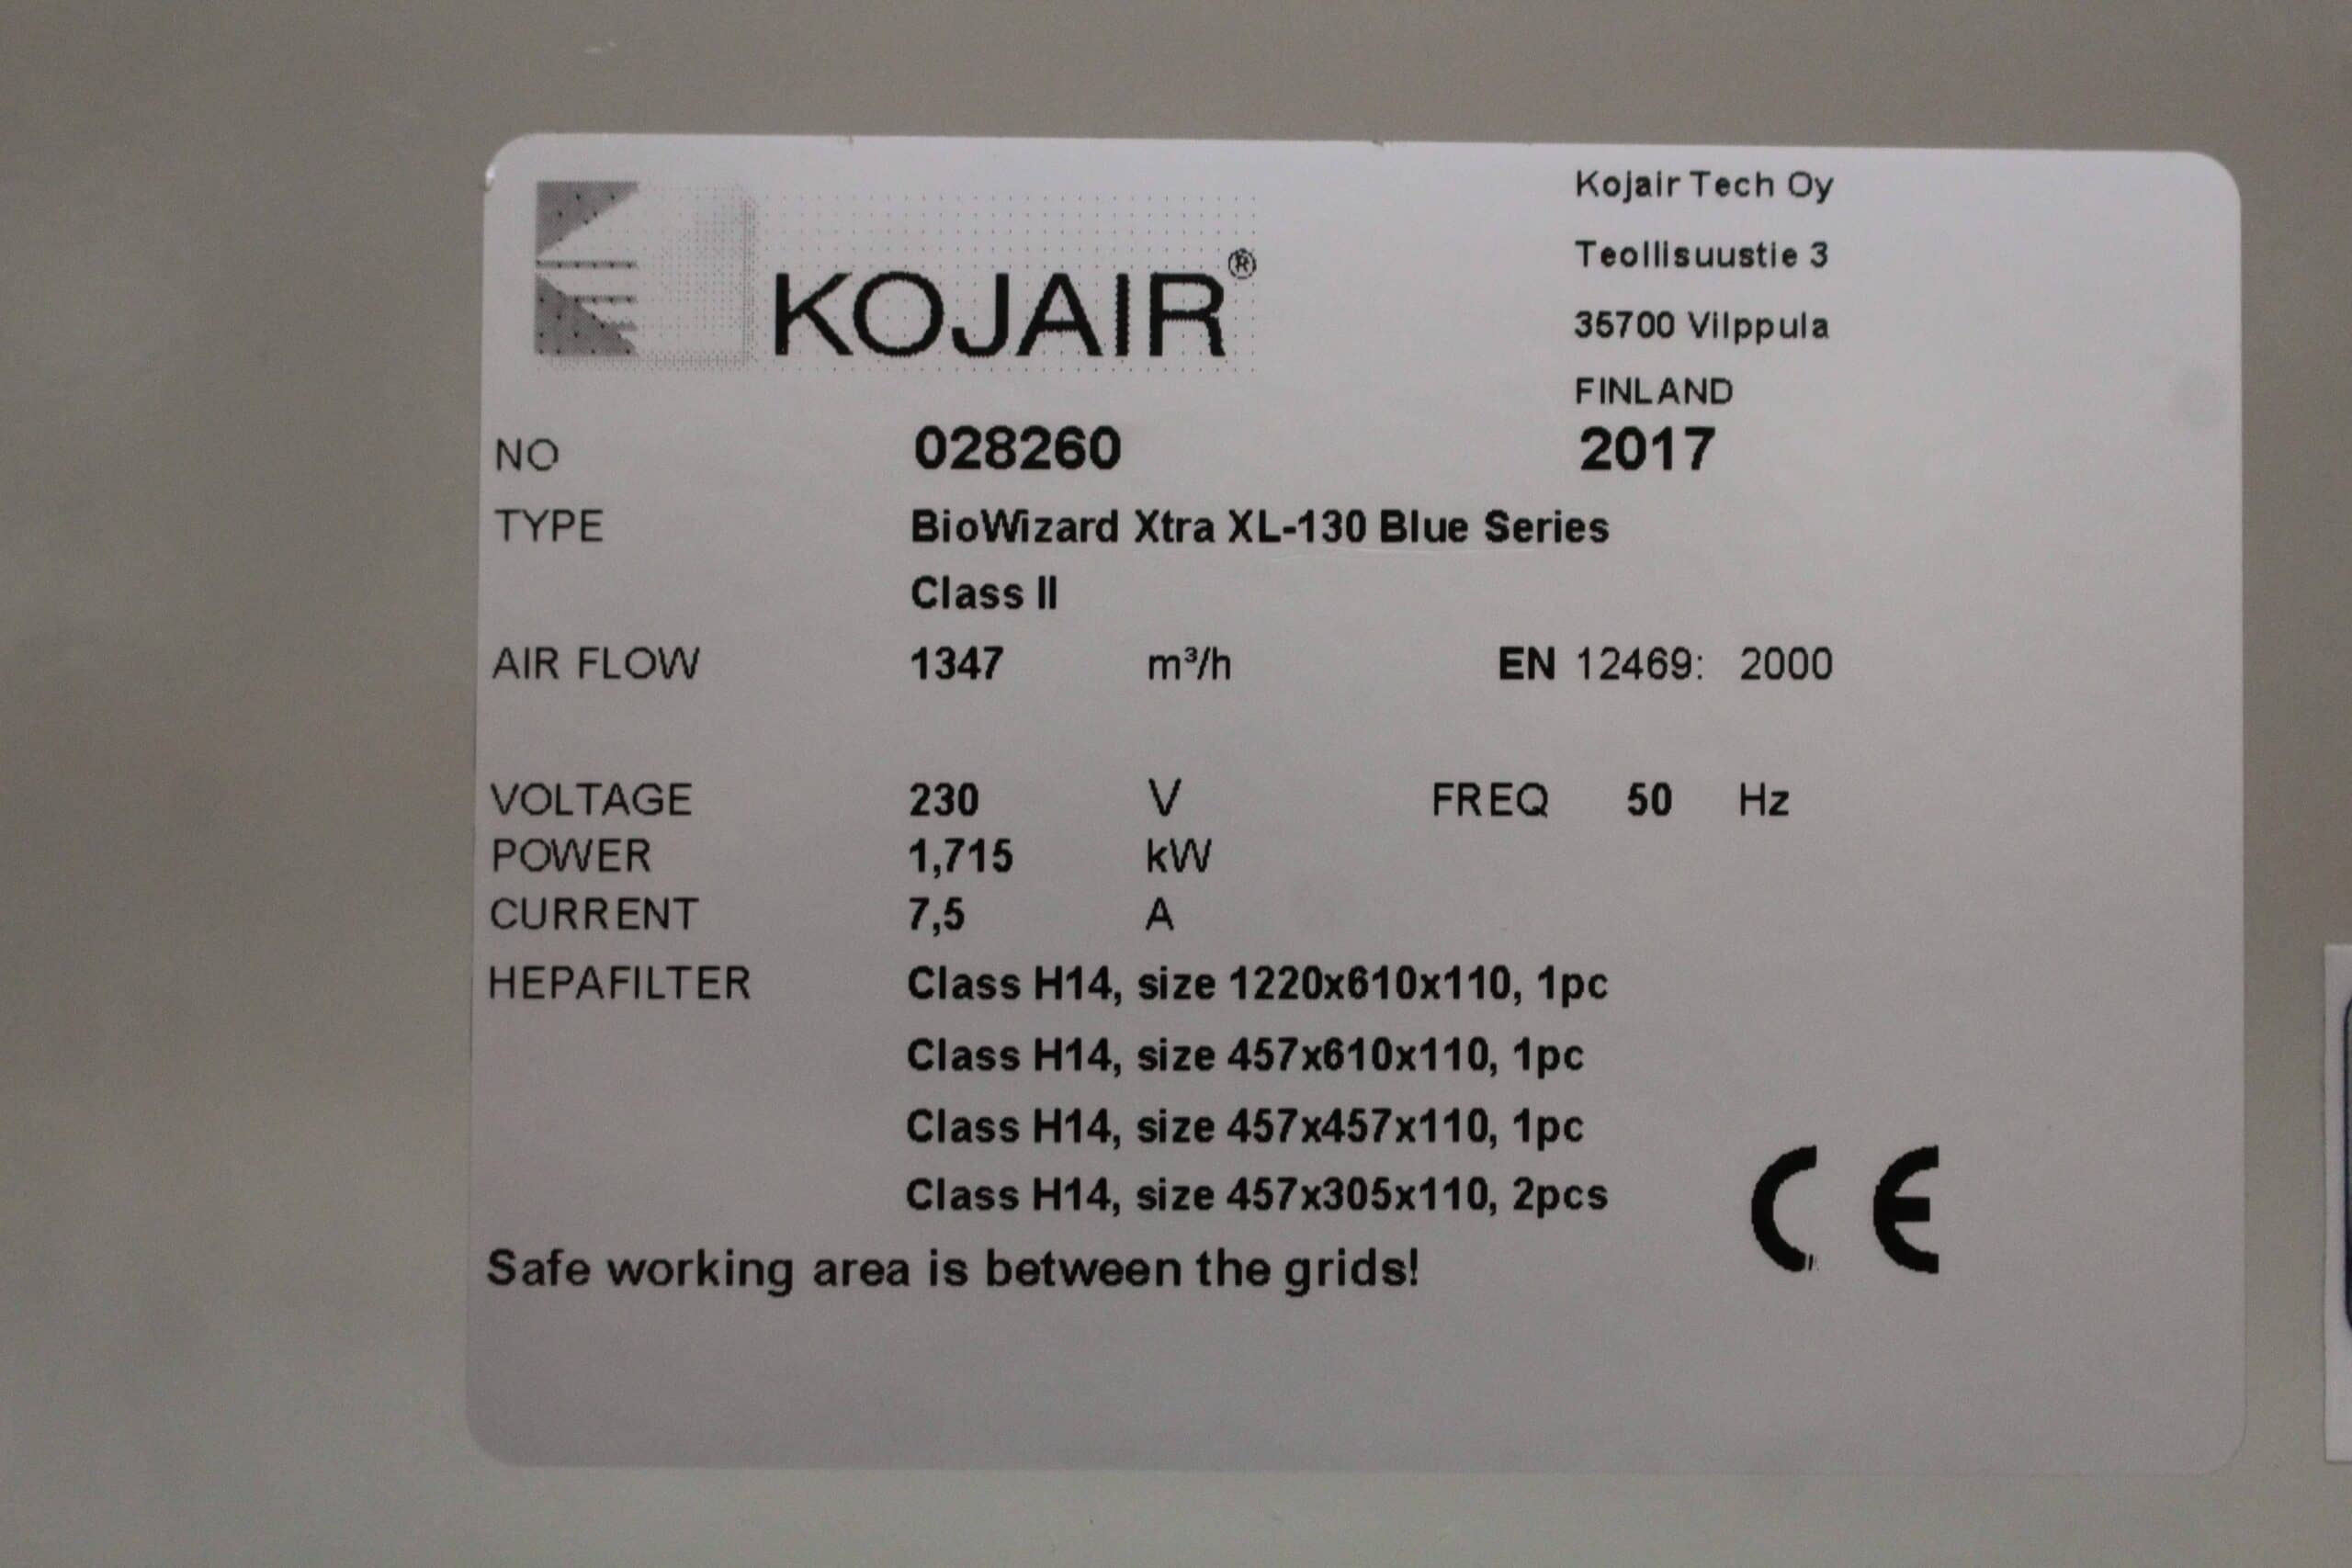 KOJAIR®
Kojair Tech Oy
Teollisuustie 3
35700 Vilppula
FINLAND
NO 028260 2017
TYPE BioWizard Xtra XL-130 Blue Series
Class II
AIR FLOW 1347 m³/h EN 12469: 2000
VOLTAGE 230 V FREQ 50 Hz
POWER 1,715 kW
CURRENT 7,5 A
HEPAFILTER Class H14, size 1220x610x110, 1pc
Class H14, size 457x610x110, 1pc
Class H14, size 457x457x110, 1pc
Class H14, size 457x305x110, 2pcs
CE
Safe working area is between the grids!